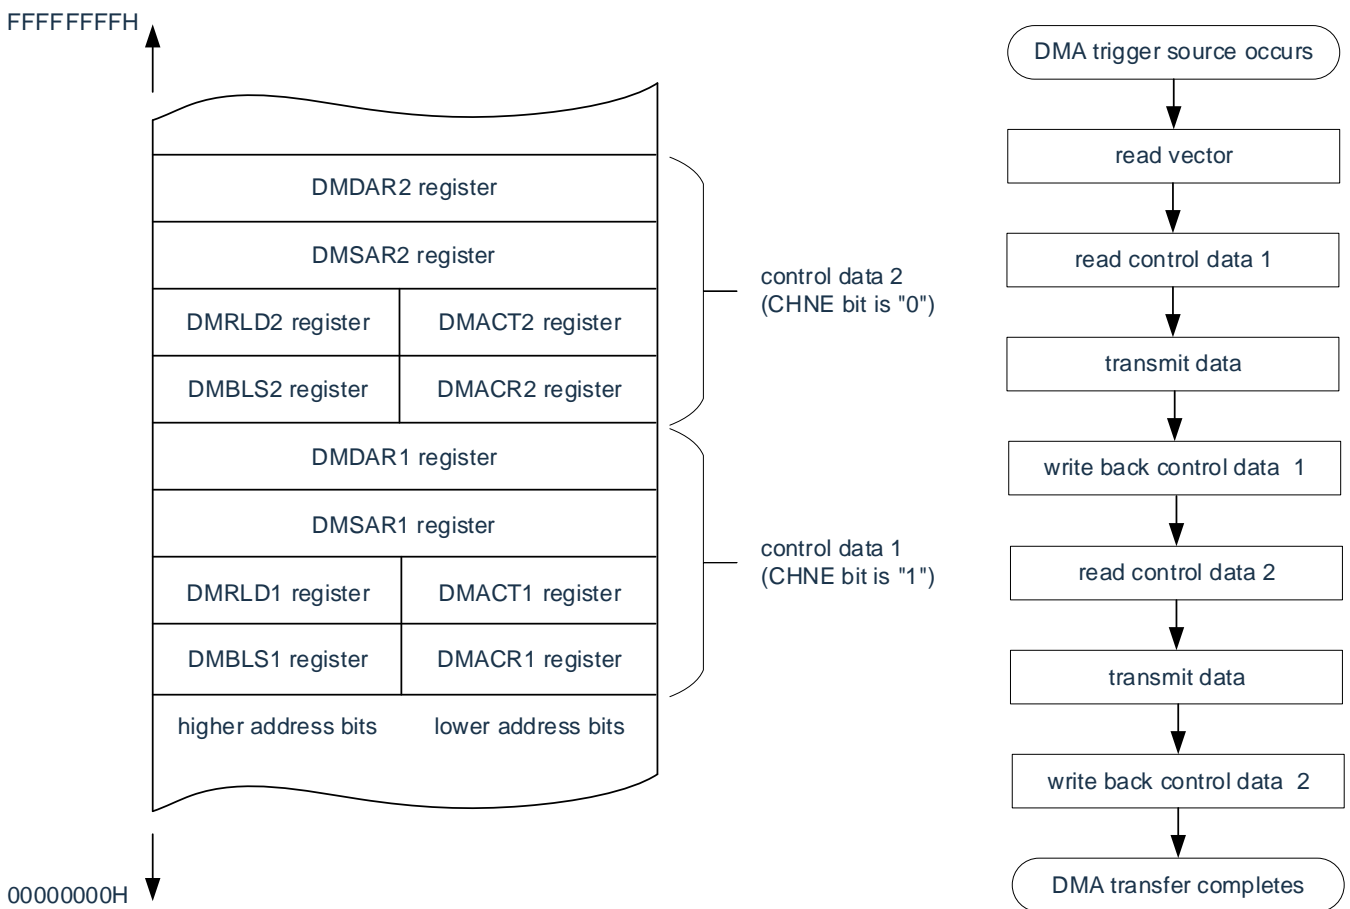 FFFFFFFFH
DMDAR2 register
DMSAR2 register
DMRLD2 register
DMACT2 register
DMBLS2 register
DMACR2 register
control data 2
(CHNE bit is "0")
DMDAR1 register
DMSAR1 register
DMRLD1 register
DMACT1 register
DMBLS1 register
DMACR1 register
control data 1
(CHNE bit is "1")
higher address bits
lower address bits
00000000H
DMA trigger source occurs
read vector
read control data 1
transmit data
write back control data 1
read control data 2
transmit data
write back control data 2
DMA transfer completes